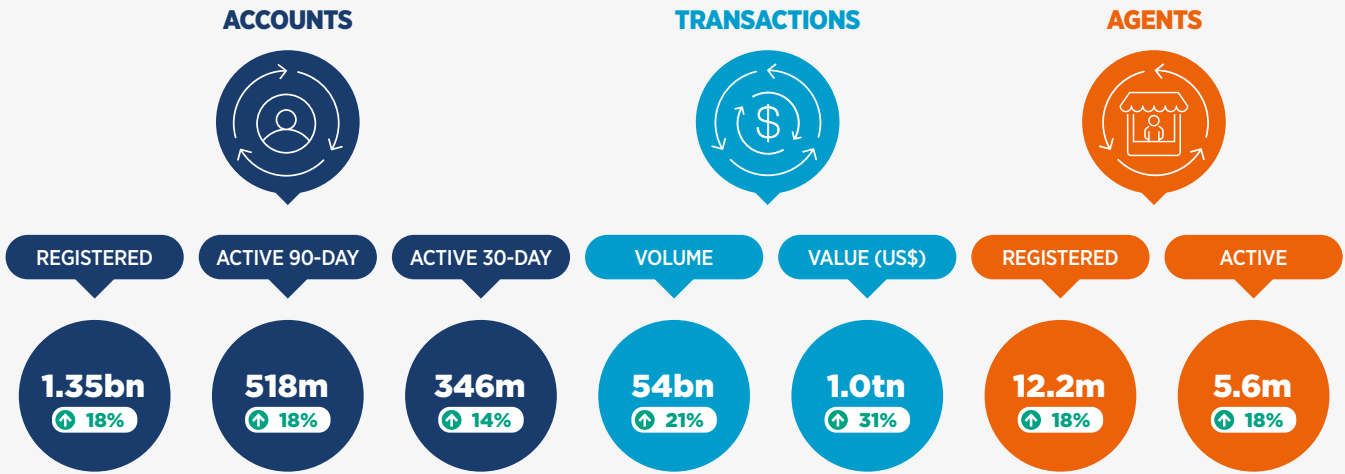 ACCOUNTS
TRANSACTIONS
AGENTS
$
REGISTERED
ACTIVE 90-DAY
ACTIVE 30-DAY
VOLUME
VALUE (US$)
REGISTERED
ACTIVE
1.35bn
518m
346m
54bn
1.0tn
12.2m
5.6m
18%
18%
14%
21%
31%
18%
18%